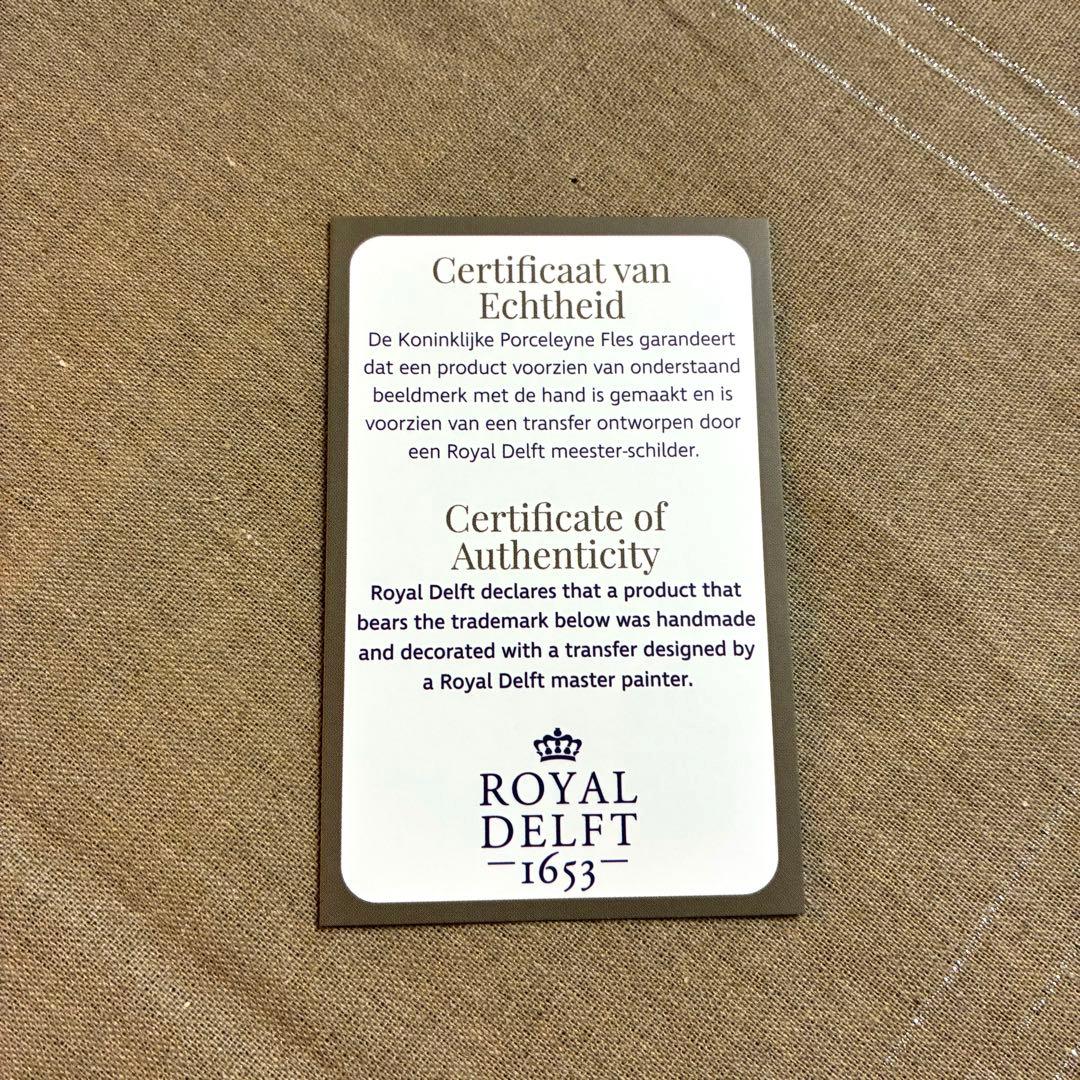 Certificaat van
Echtheid
De Koninklijke Porceleyne Fles garandeert
dat een product voorzien van onderstaand
beeldmerk met de hand is gemaakt en is
voorzien van een transfer ontworpen door
een Royal Delft meester-schilder.
Certificate of
Authenticity
Royal Delft declares that a product that
bears the trademark below was handmade
and decorated with a transfer designed by
a Royal Delft master painter.
ROYAL
DELFT
—1653—